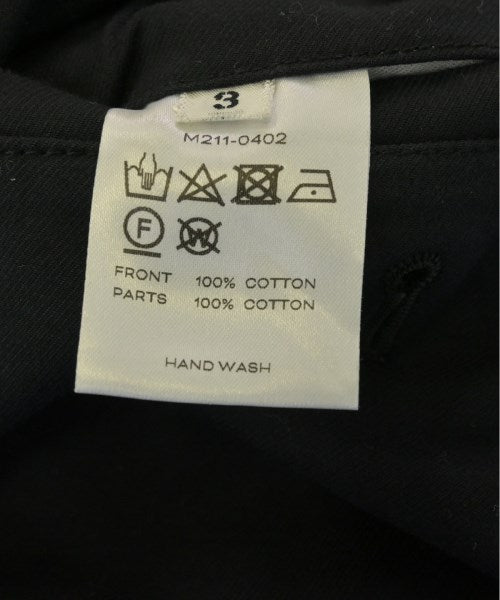 3
M211-0402
F W
FRONT 100% COTTON
PARTS 100% COTTON
HAND WASH